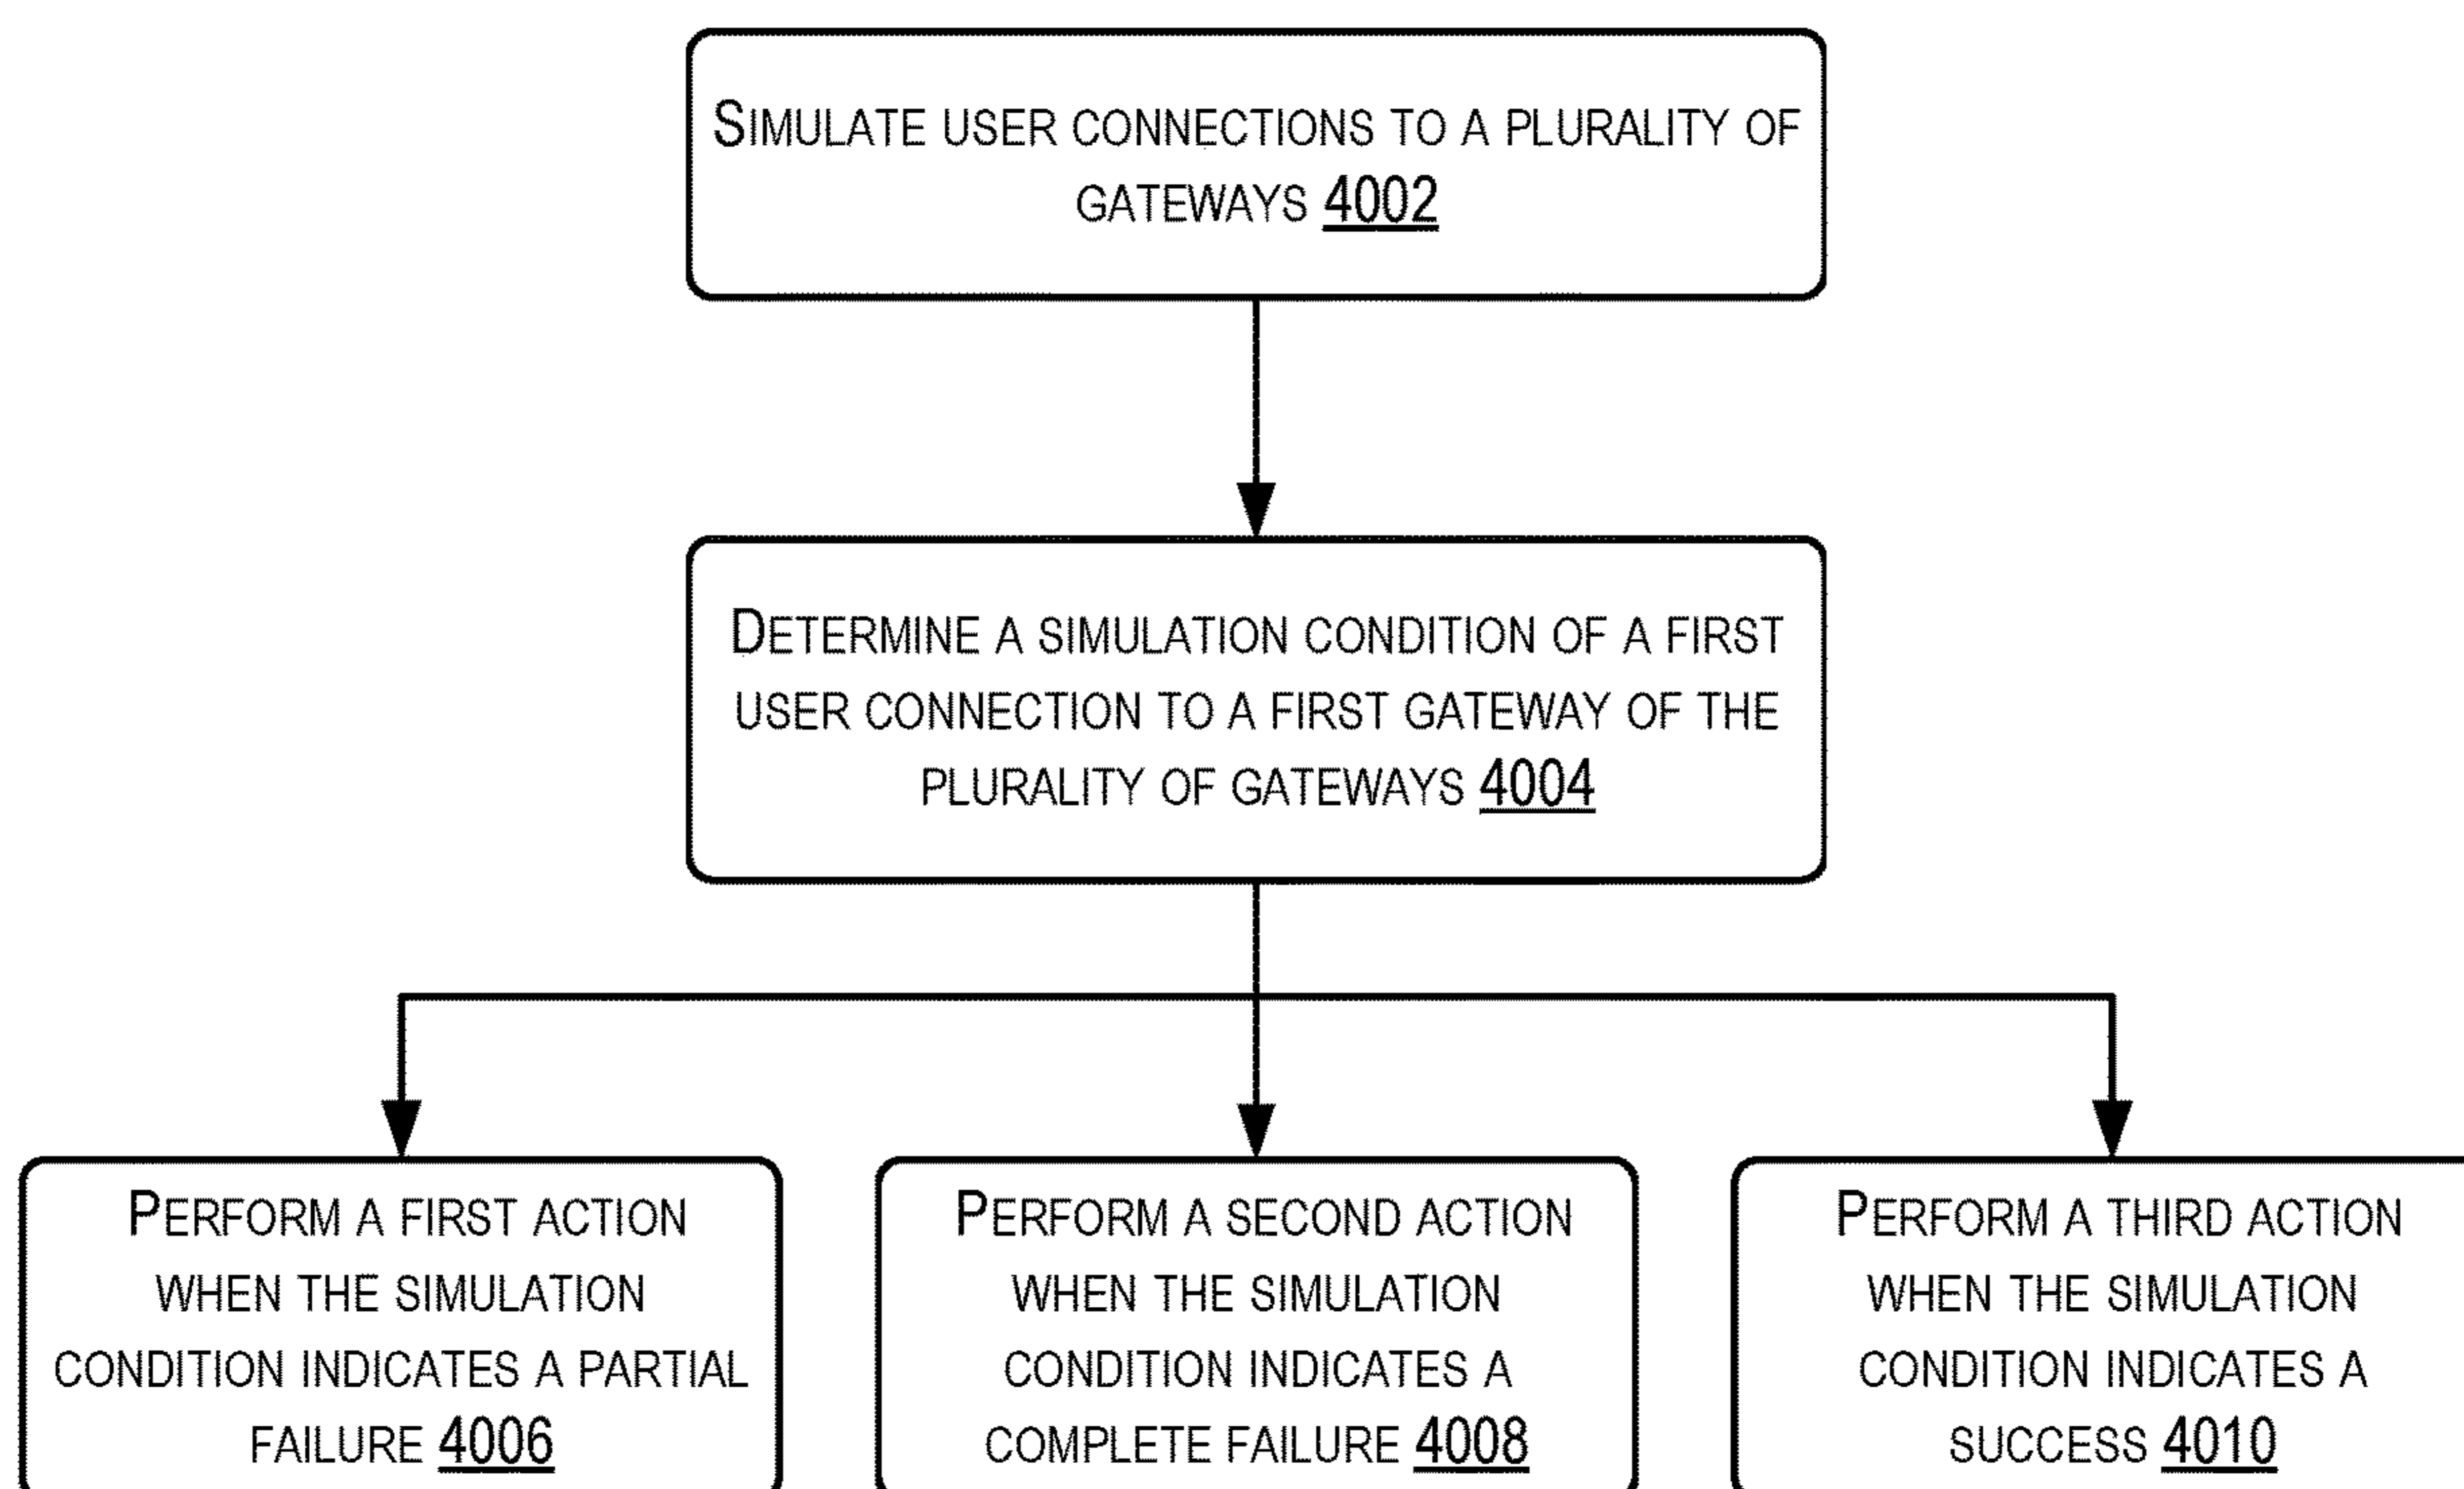 SIMULATE USER CONNECTIONS TO A PLURALITY OF
GATEWAYS 4002
DETERMINE A SIMULATION CONDITION OF A FIRST
USER CONNECTION TO A FIRST GATEWAY OF THE
PLURALITY OF GATEWAYS 4004
PERFORM A FIRST ACTION
WHEN THE SIMULATION
CONDITION INDICATES A PARTIAL
FAILURE 4006
PERFORM A SECOND ACTION
WHEN THE SIMULATION
CONDITION INDICATES A
COMPLETE FAILURE 4008
PERFORM A THIRD ACTION
WHEN THE SIMULATION
CONDITION INDICATES A
SUCCESS 4010